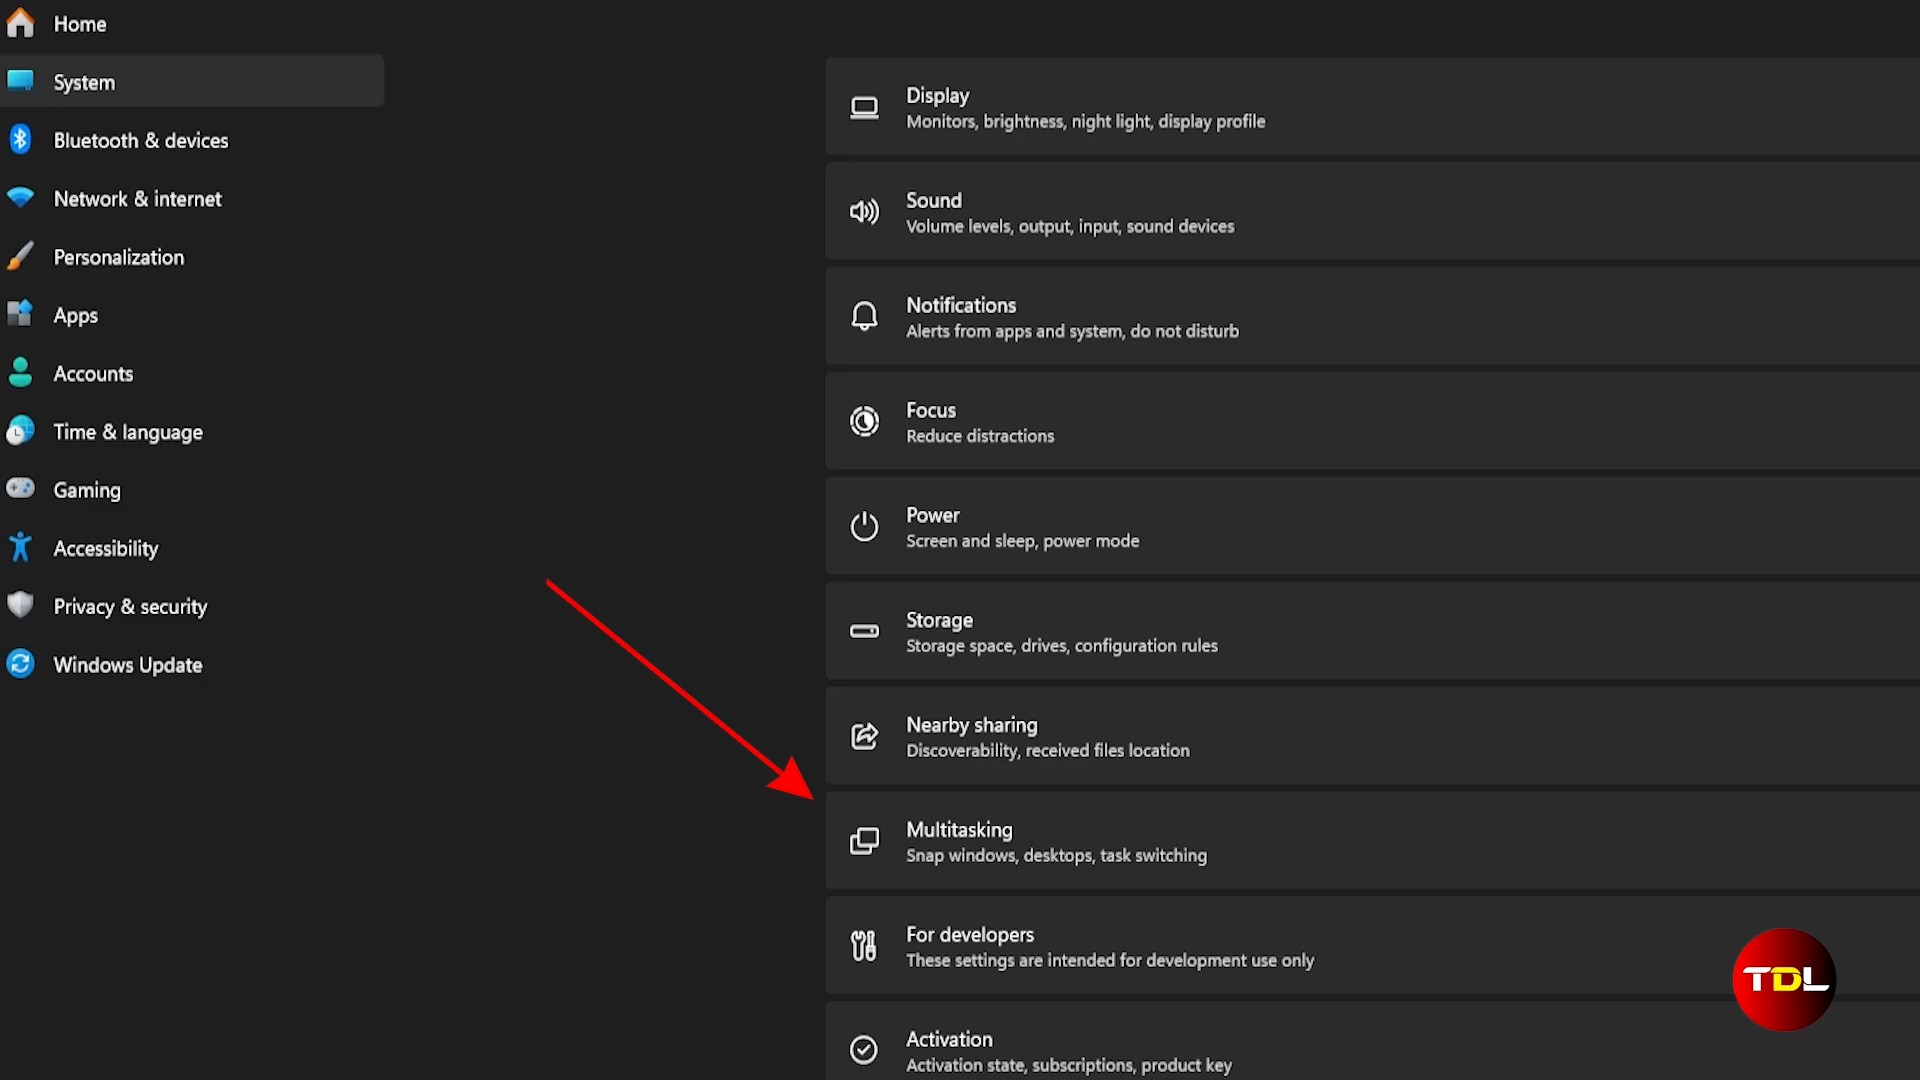 Home
System
Bluetooth & devices
Network & internet
Personalization
Apps
Accounts
Time & language
Gaming
Accessibility
Privacy & security
Windows Update
Display
Monitors, brightness, night light, display profile
Sound
Volume levels, output, input, sound devices
Notifications
Alerts from apps and system, do not disturb
Focus
Reduce distractions
Power
Screen and sleep, power mode
Storage
Storage space, drives, configuration rules
Nearby sharing
Discoverability, received files location
Multitasking
Snap windows, desktops, task switching
For developers
These settings are intended for development use only
Activation
Activation state, subscriptions, product key
TDL